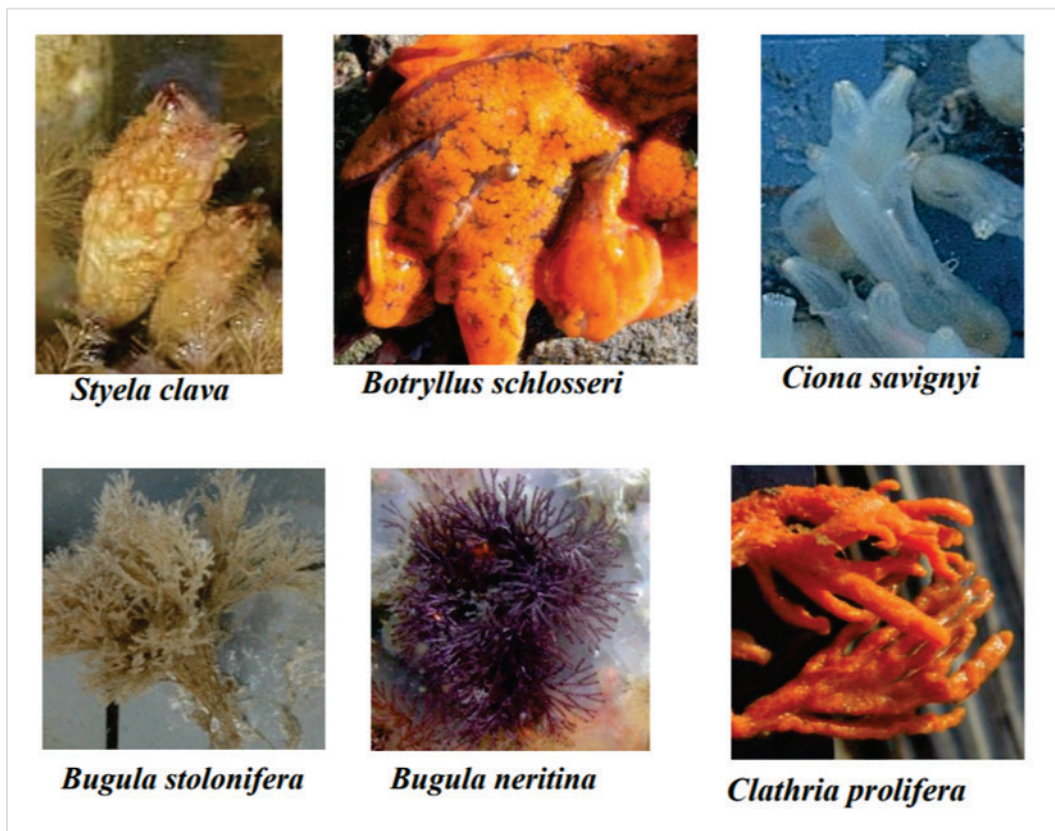 Styela clava
Botryllus schlosseri
Ciona savignyi
Bugula stolonifera
Bugula neritina
Clathria prolifera